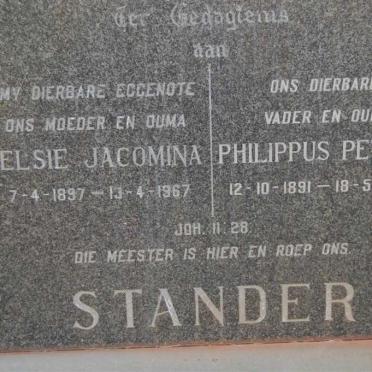 Ter Gedagtenis
aan
MY DIERBARE EGGENOTE ONS DIERBAR
ONS MOEDER EN OUMA VADER EN OU
ELSIE JACOMINA PHILIPPUS PE
7-4-1897 — 13-4-1967 12-10-1891 — 18-5
JOH. 11. 28.
DIE MEESTER IS HIER EN ROEP ONS.
STANDER